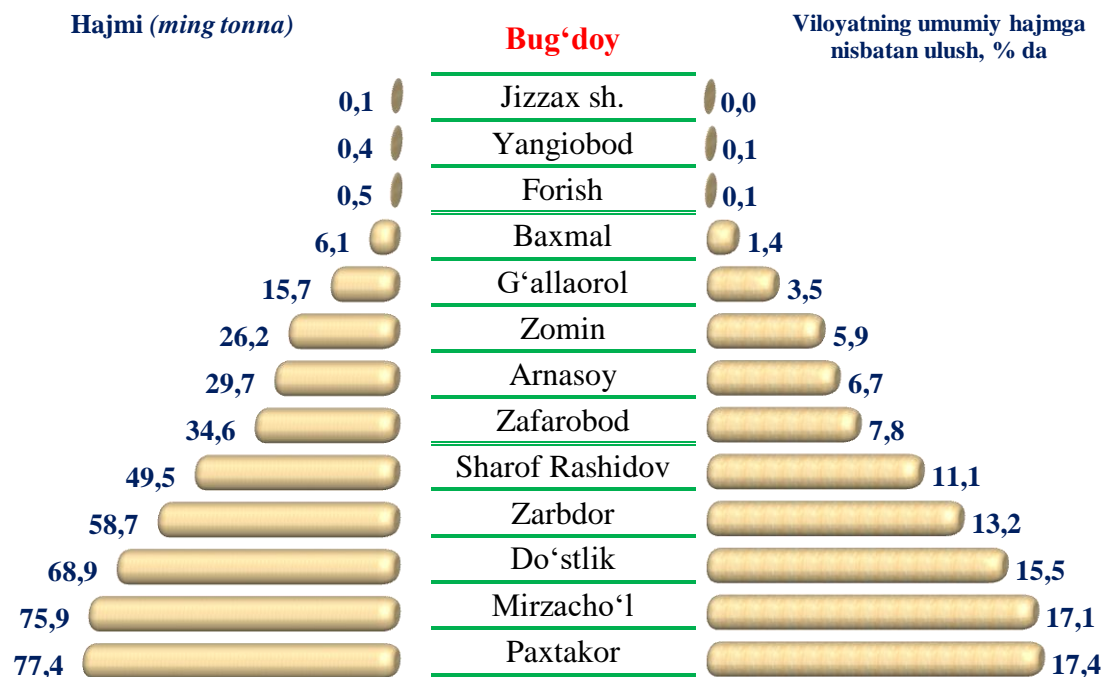 Hajmi (ming tonna)
Bug‘doy
Viloyatning umumiy hajmga
nisbatan ulush, % da
0,1 Jizzax sh. 0,0
0,4 Yangiobod 0,1
0,5 Forish 0,1
6,1 Baxmal 1,4
15,7 G‘allaorol 3,5
26,2 Zomin 5,9
29,7 Arnasoy 6,7
34,6 Zafarobod 7,8
49,5 Sharof Rashidov 11,1
58,7 Zarbdor 13,2
68,9 Do‘stlik 15,5
75,9 Mirzacho‘l 17,1
77,4 Paxtakor 17,4